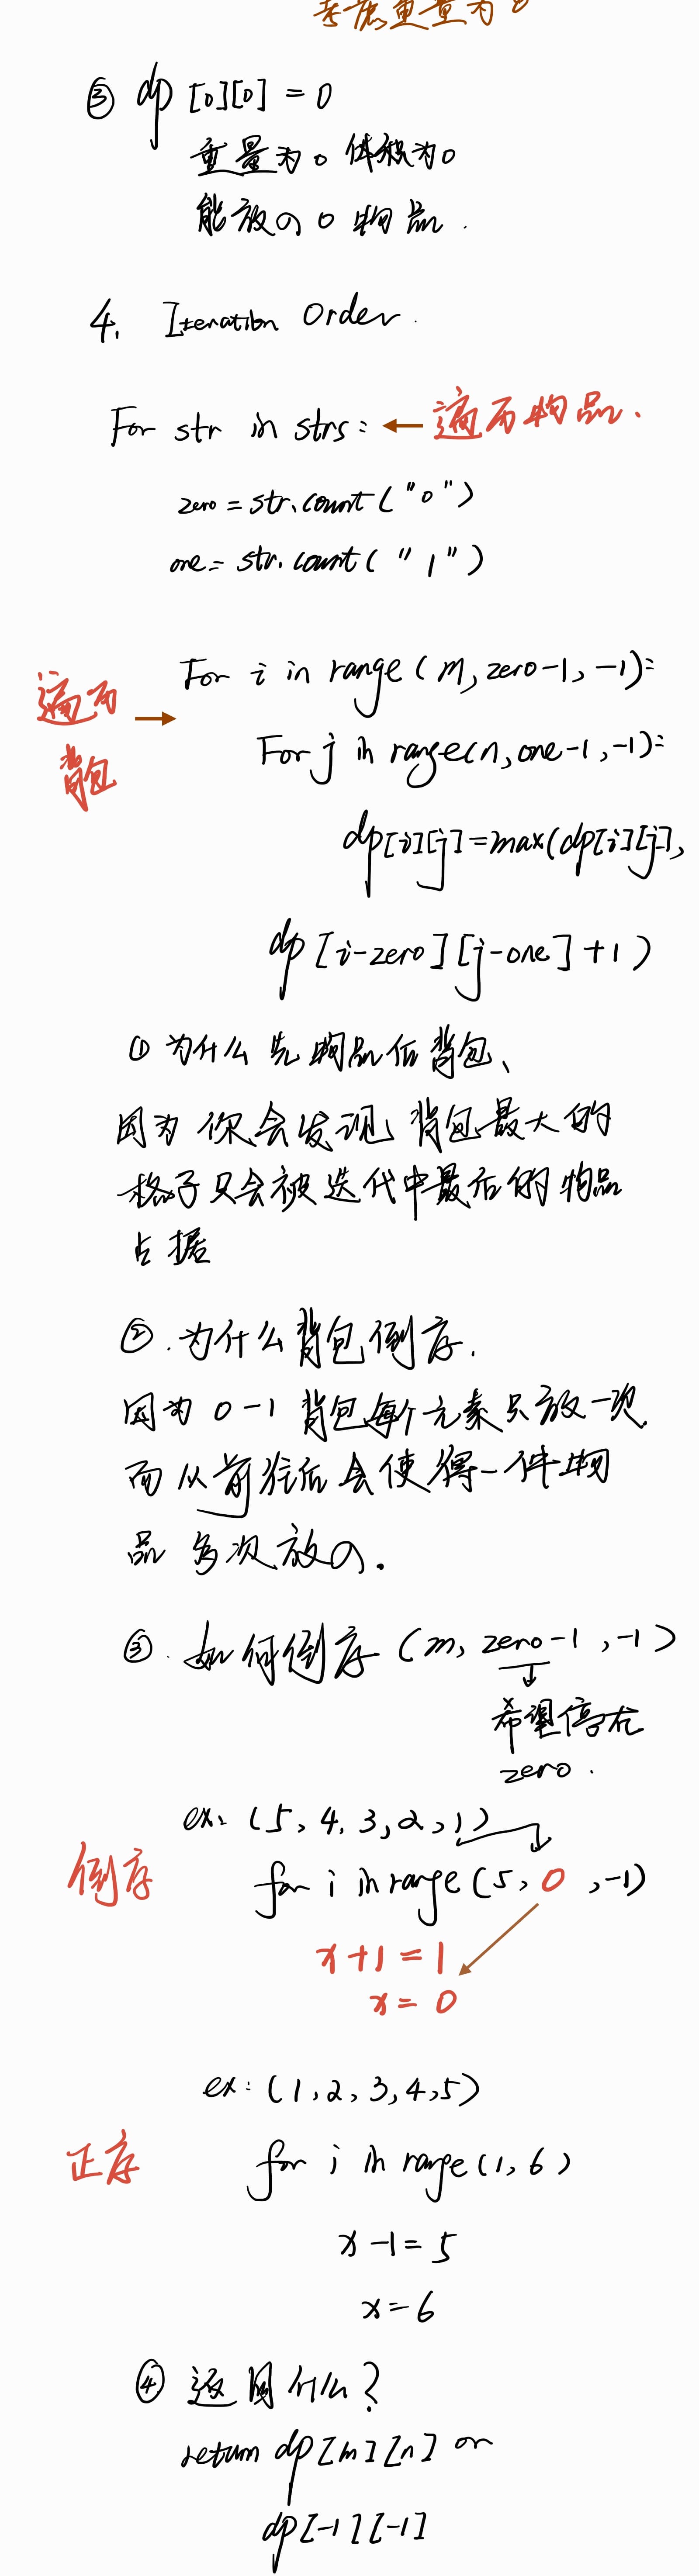 考虑重量为0
③ dp[0][0] = 0
重量为0 体积为0
能放入0物品.
4. Iteration Order.
For str in strs: ← 遍历物品.
zero = str.count("0")
one = str.count("1")
遍历背包 → For i in range(m, zero-1, -1):
For j in range(n, one-1, -1):
dp[i][j] = max(dp[i][j],
dp[i-zero][j-one] + 1)
① 为什么先物品后背包、
因为你会发现背包最大的
格子只会被迭代中最后的物品
占据
②.为什么背包倒序.
因为0-1背包每个元素只放一次
而从前往后会使得一件物
品多次放入.
③.如何倒序 (m, zero-1, -1)
希望停在
zero.
ex: (5, 4, 3, 2, 1)
倒序 for i in range(5, 0, -1)
x+1=1
x=0
ex: (1, 2, 3, 4, 5)
正序 for i in range(1, 6)
x-1=5
x=6
④ 返回什么?
return dp[m][n] or
dp[-1][-1]